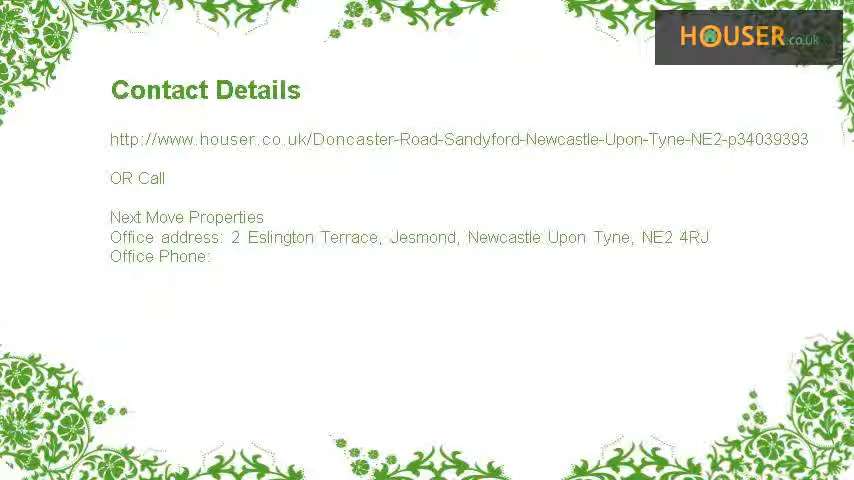 HOUSER.co.uk
Contact Details
http://www.houser.co.uk/Doncaster-Road-Sandyford-Newcastle-Upon-Tyne-NE2-p34039393
OR Call
Next Move Properties
Office address: 2 Eslington Terrace, Jesmond, Newcastle Upon Tyne, NE2 4RJ
Office Phone: